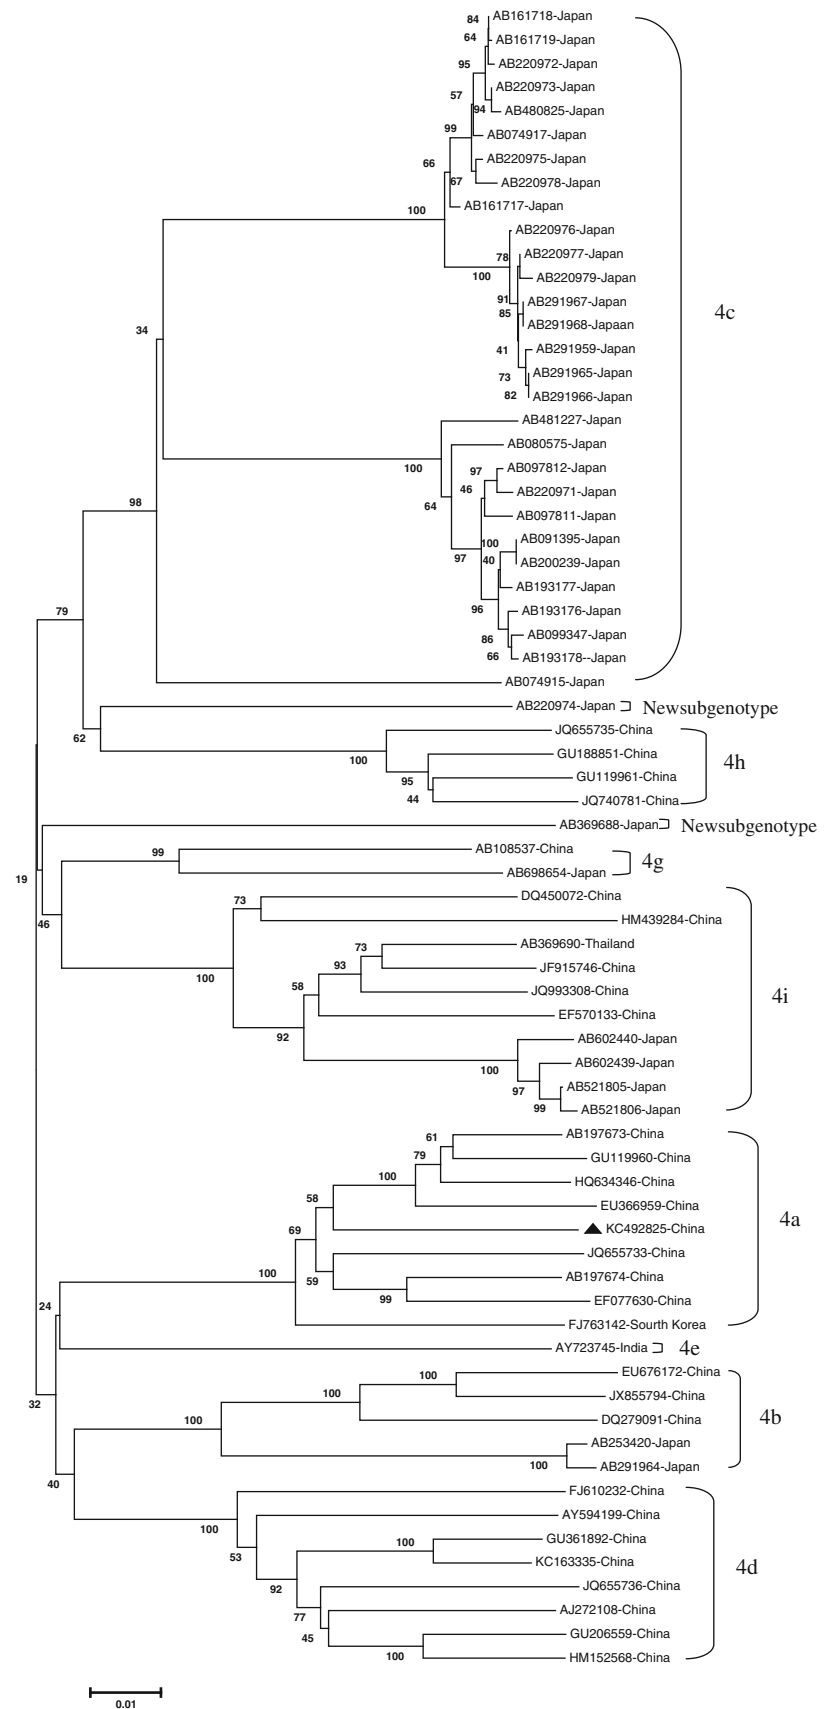 84
AB161718-Japan
64
AB161719-Japan
95
AB220972-Japan
57
AB220973-Japan
94
AB480825-Japan
99
AB074917-Japan
66
AB220975-Japan
67
AB220978-Japan
100
AB161717-Japan
AB220976-Japan
78
AB220977-Japan
100
AB220979-Japan
91
AB291967-Japan
85
AB291968-Japaan
4c
34
41
AB291959-Japan
73
AB291965-Japan
82
AB291966-Japan
AB481227-Japan
AB080575-Japan
100
97
AB097812-Japan
46
AB220971-Japan
98
64
AB097811-Japan
100
AB091395-Japan
97
40
AB200239-Japan
AB193177-Japan
79
96
AB193176-Japan
86
AB099347-Japan
66
AB193178--Japan
AB074915-Japan
AB220974-Japan
Newsubgenotype
62
JQ655735-China
100
GU188851-China
4h
95
GU119961-China
44
JQ740781-China
AB369688-Japan
Newsubgenotype
99
AB108537-China
4g
19
AB698654-Japan
46
73
DQ450072-China
HM439284-China
100
73
AB369690-Thailand
93
JF915746-China
58
JQ993308-China
4i
92
EF570133-China
AB602440-Japan
100
AB602439-Japan
97
AB521805-Japan
99
AB521806-Japan
61
AB197673-China
79
GU119960-China
100
HQ634346-China
58
EU366959-China
4a
69
KC492825-China
100
JQ655733-China
59
AB197674-China
24
99
EF077630-China
FJ763142-Sourth Korea
AY723745-India
4e
32
100
EU676172-China
100
JX855794-China
100
DQ279091-China
4b
AB253420-Japan
100
AB291964-Japan
40
FJ610232-China
100
AY594199-China
53
100
GU361892-China
KC163335-China
4d
92
JQ655736-China
77
AJ272108-China
45
GU206559-China
100
HM152568-China
0.01